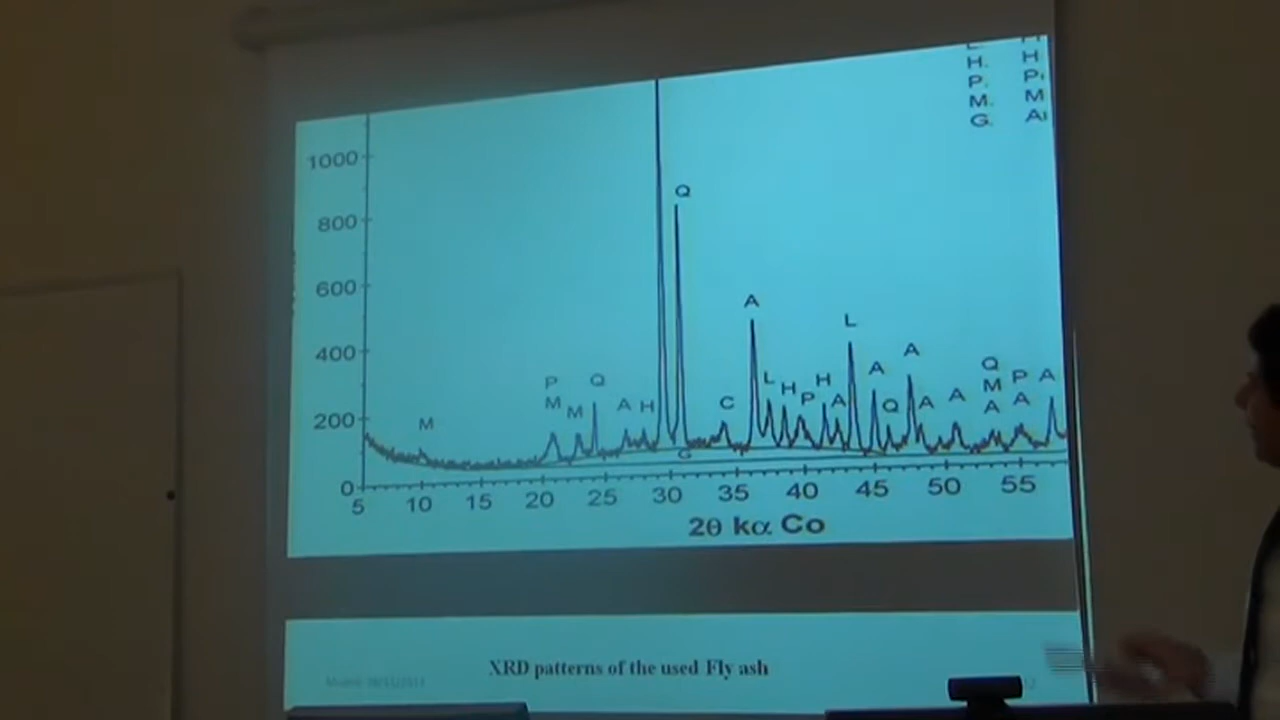 H. H
P. P
M. M
G. A
1000
800
600
400
200
0
Q
A
L
P Q A H C L H P H A A Q A A A Q M A P A A
M M
M
G
5 10 15 20 25 30 35 40 45 50 55
2θ kα Co
XRD patterns of the used Fly ash